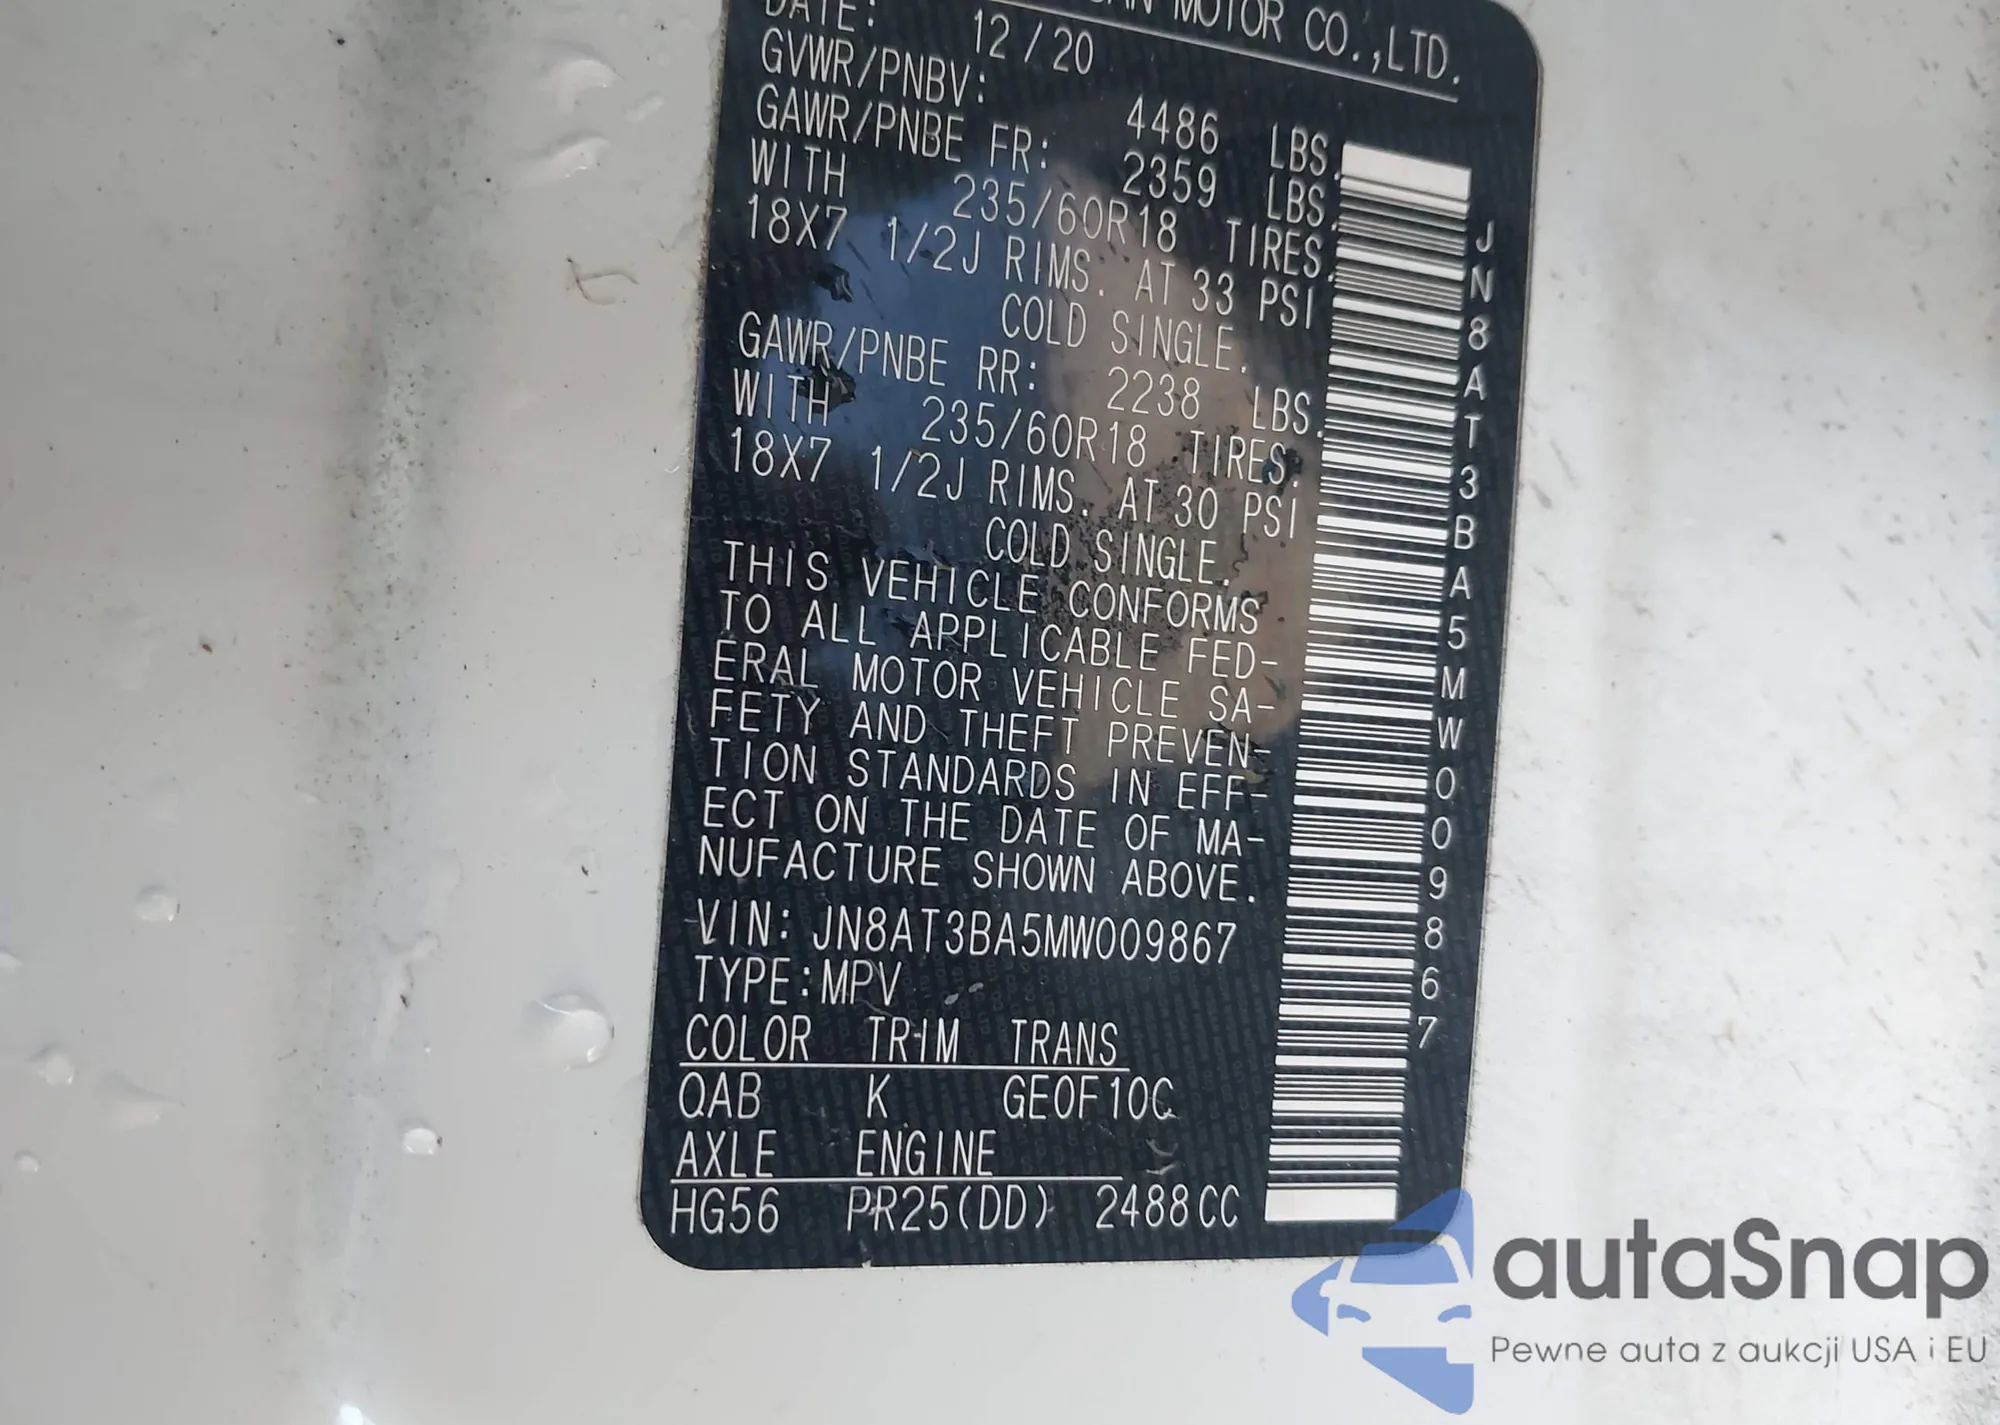 MOTOR CO.,LTD.
DATE: 12/20
GVWR/PNBV: 4486 LBS.
GAWR/PNBE FR: 2359 LBS.
WITH 235/60R18 TIRES.
18X7 1/2J RIMS. AT 33 PSI
COLD SINGLE.
GAWR/PNBE RR: 2238 LBS.
WITH 235/60R18 TIRES.
18X7 1/2J RIMS. AT 30 PSI
COLD SINGLE.
THIS VEHICLE CONFORMS
TO ALL APPLICABLE FED-
ERAL MOTOR VEHICLE SA-
FETY AND THEFT PREVEN-
TION STANDARDS IN EFF-
ECT ON THE DATE OF MA-
NUFACTURE SHOWN ABOVE.
VIN: JN8AT3BA5MW009867
TYPE:MPV
COLOR TRIM TRANS
QAB K GE0F10C
AXLE ENGINE
HG56 PR25(DD) 2488CC
JN8AT3BA5MW009867
autaSnap
Pewne auta z aukcji USA i EU